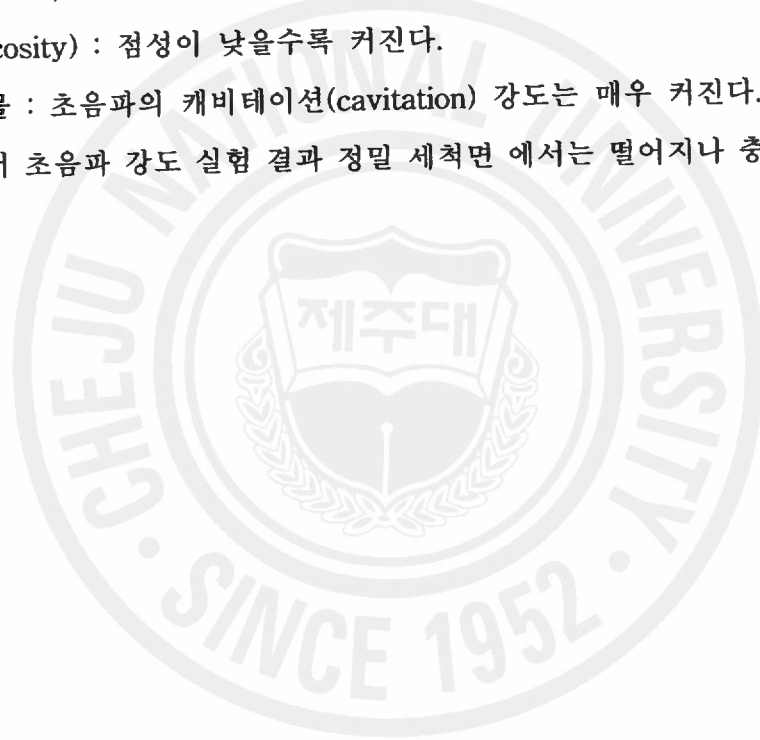 cosity) : 점성이 낮을수록 커진다.
: 초음파의 캐비테이션(cavitation) 강도는 매우 커진다.
초음파 강도 실험 결과 정밀 세척면 에서는 떨어지나 충
CHEJU NATIONAL UNIVERSITY
제주대
· SINCE 1952 ·